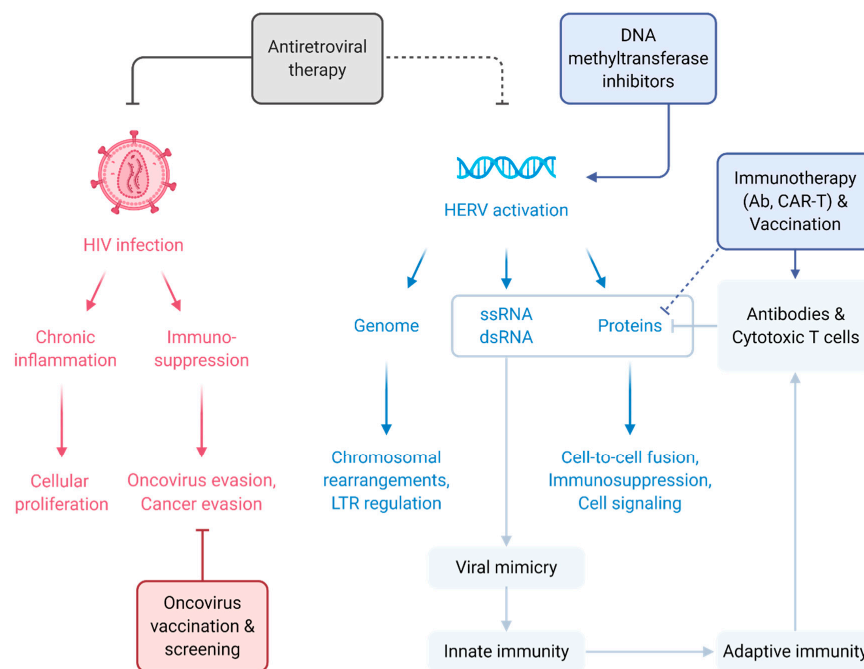 Antiretroviral
therapy
DNA
methyltransferase
inhibitors
Immunotherapy
(Ab, CAR-T) &
Vaccination
HIV infection
HERV activation
Chronic
inflammation
Immuno-
suppression
Genome
ssRNA
dsRNA
Proteins
Antibodies &
Cytotoxic T cells
Cellular
proliferation
Oncovirus evasion,
Cancer evasion
Chromosomal
rearrangements,
LTR regulation
Cell-to-cell fusion,
Immunosuppression,
Cell signaling
Oncovirus
vaccination &
screening
Viral mimicry
Innate immunity
Adaptive immunity